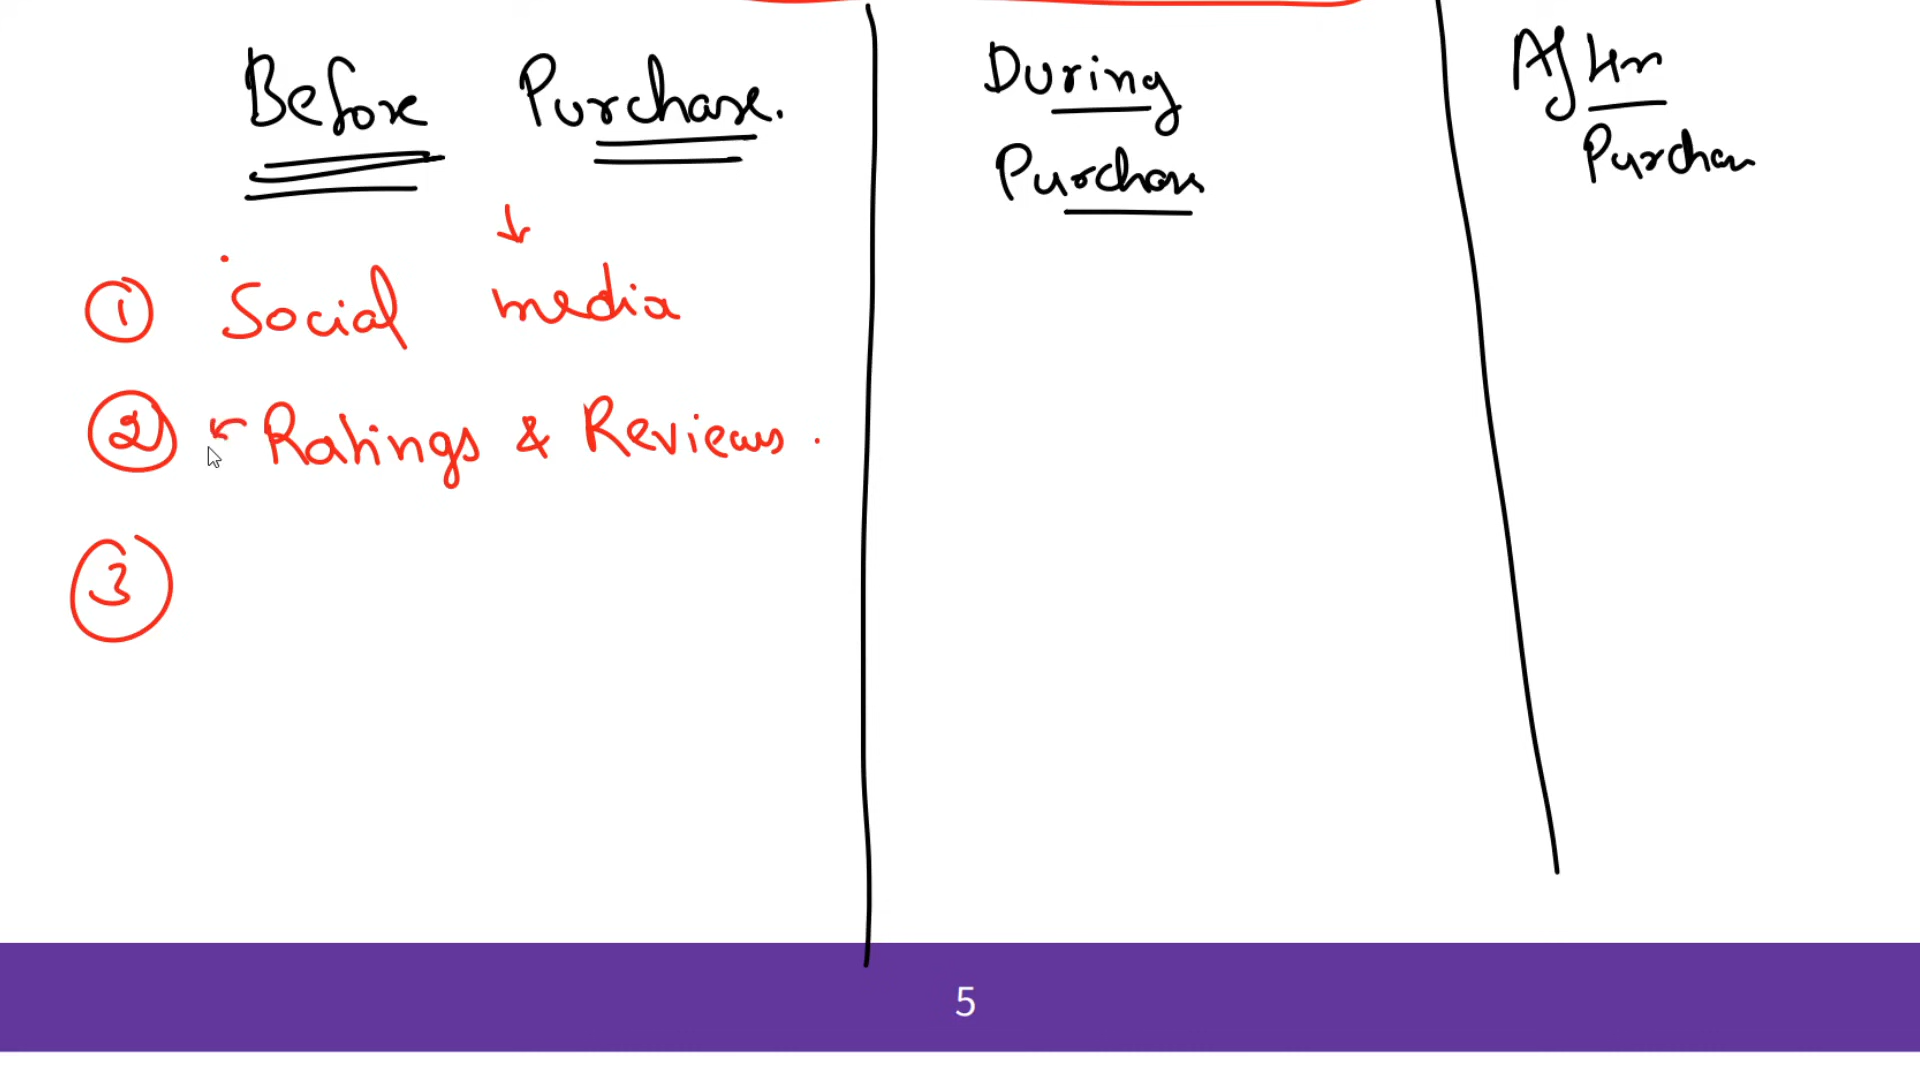 Before Purchase.
① Social media
② Ratings & Reviews.
③
During
Purchase
After
Purchase
5